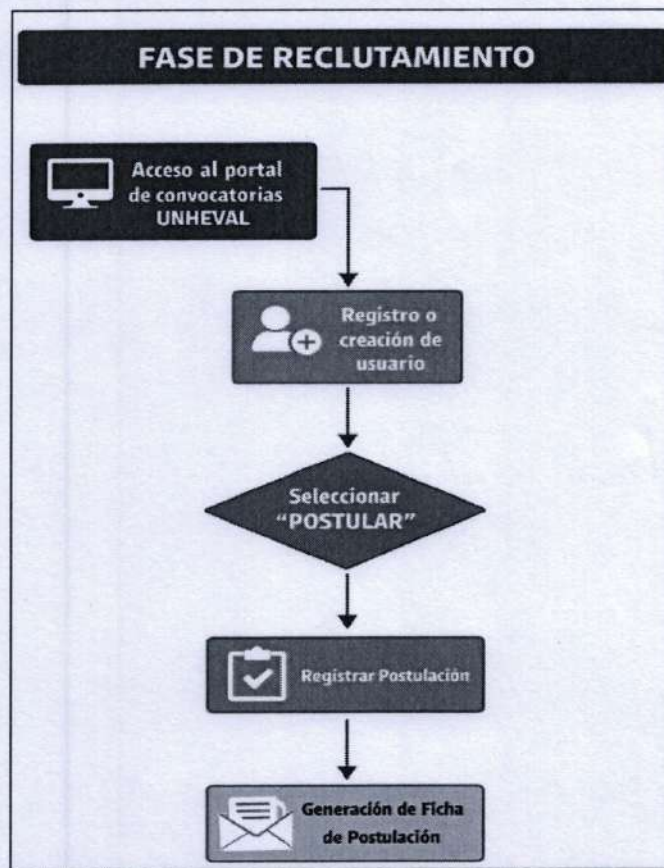 FASE DE RECLUTAMIENTO
Acceso al portal
de convocatorias
UNHEVAL
Registro o
creación de
usuario
Seleccionar
“POSTULAR”
Registrar Postulación
Generación de Ficha
de Postulación